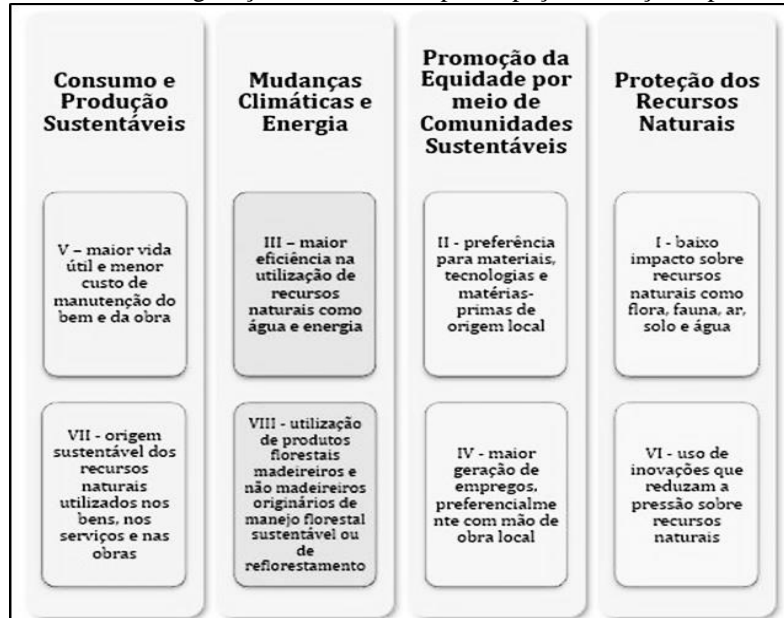 Consumo e
Produção
Sustentáveis
V – maior vida
útil e menor
custo de
manutenção do
bem e da obra
VII - origem
sustentável dos
recursos
naturais
utilizados nos
bens, nos
serviços e nas
obras
Mudanças
Climáticas e
Energia
III – maior
eficiência na
utilização de
recursos
naturais como
água e energia
VIII - utilização
de produtos
florestais
madeireiros e
não madeireiros
originários de
manejo florestal
sustentável ou
de
reflorestamento
Promoção da
Equidade por
meio de
Comunidades
Sustentáveis
II - preferência
para materiais,
tecnologias e
matérias-
primas de
origem local
IV - maior
geração de
empregos,
preferencialme
nte com mão de
obra local
Proteção dos
Recursos
Naturais
I - baixo
impacto sobre
recursos
naturais como
flora, fauna, ar,
solo e água
VI - uso de
inovações que
reduzam a
pressão sobre
recursos
naturais